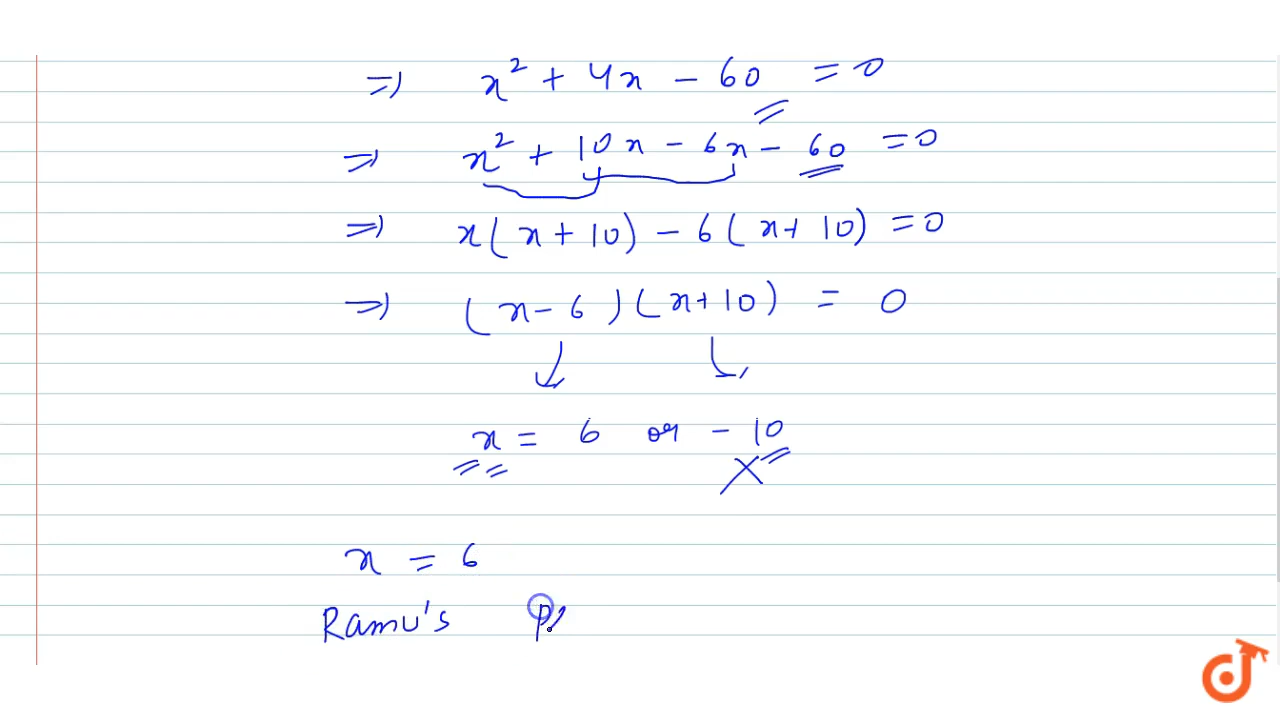 ⇒ x² + 4x - 60 = 0
⇒ x² + 10x - 6x - 60 = 0
⇒ x(x + 10) - 6(x + 10) = 0
⇒ (x - 6)(x + 10) = 0
x = 6 or - 10
x = 6
Ramu's